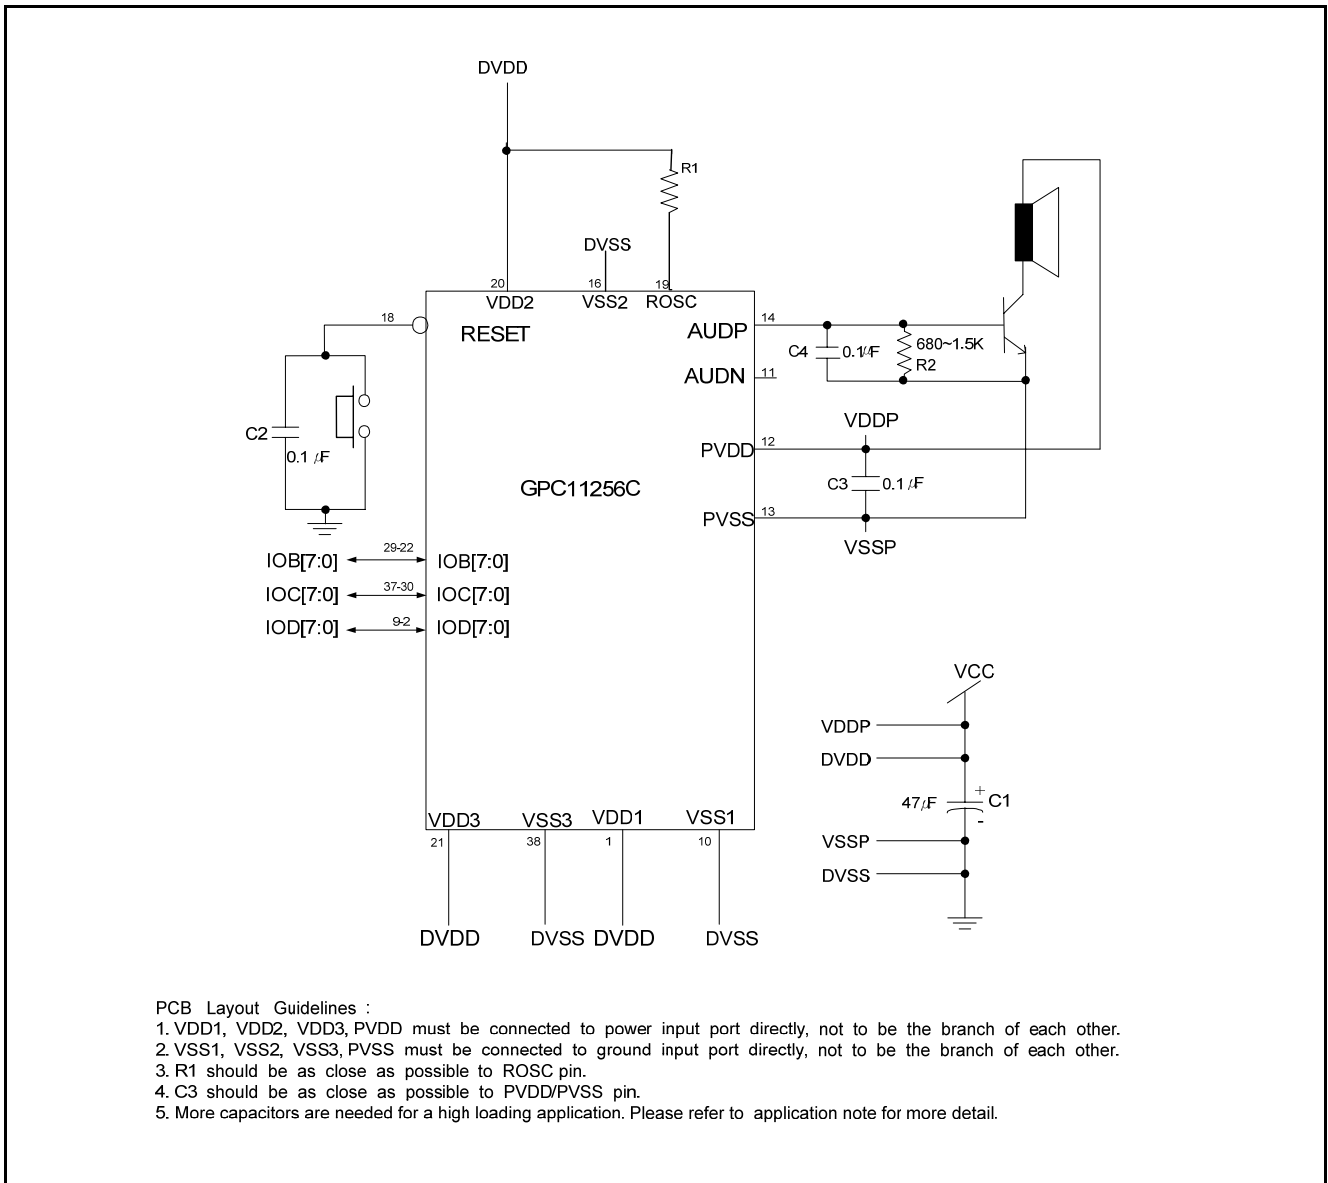 DVDD
R1
DVSS
20
16
19
VDD2
VSS2
ROSC
18
RESET
AUDP
14
C4
0.1μF
680~1.5K
R2
AUDN
11
VDDP
C2
0.1 μF
PVDD
12
C3
0.1μF
GPC11256C
PVSS
13
VSSP
IOB[7:0]
29-22
IOB[7:0]
IOC[7:0]
37-30
IOC[7:0]
IOD[7:0]
9-2
IOD[7:0]
VCC
VDDP
DVDD
47μF
+
C1
-
VDD3
VSS3
VDD1
VSS1
21
38
1
10
VSSP
DVSS
DVDD
DVSS
DVDD
DVSS
PCB Layout Guidelines :
1. VDD1, VDD2, VDD3, PVDD must be connected to power input port directly, not to be the branch of each other.
2. VSS1, VSS2, VSS3, PVSS must be connected to ground input port directly, not to be the branch of each other.
3. R1 should be as close as possible to ROSC pin.
4. C3 should be as close as possible to PVDD/PVSS pin.
5. More capacitors are needed for a high loading application. Please refer to application note for more detail.